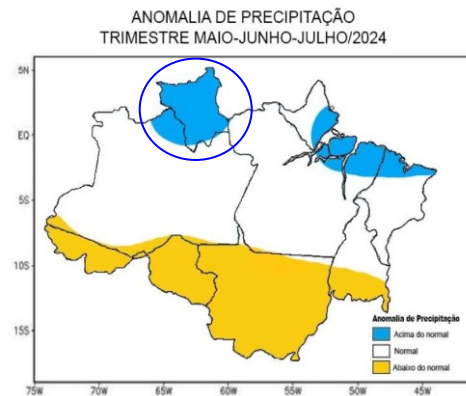 ANOMALIA DE PRECIPITAÇÃO
TRIMESTRE MAIO-JUNHO-JULHO/2024
5N
EQ
5S
10S
15S
75W 70W 65W 60W 55W 50W 45W
Anomalia de Precipitação
Acima do normal
Normal
Abaixo do normal